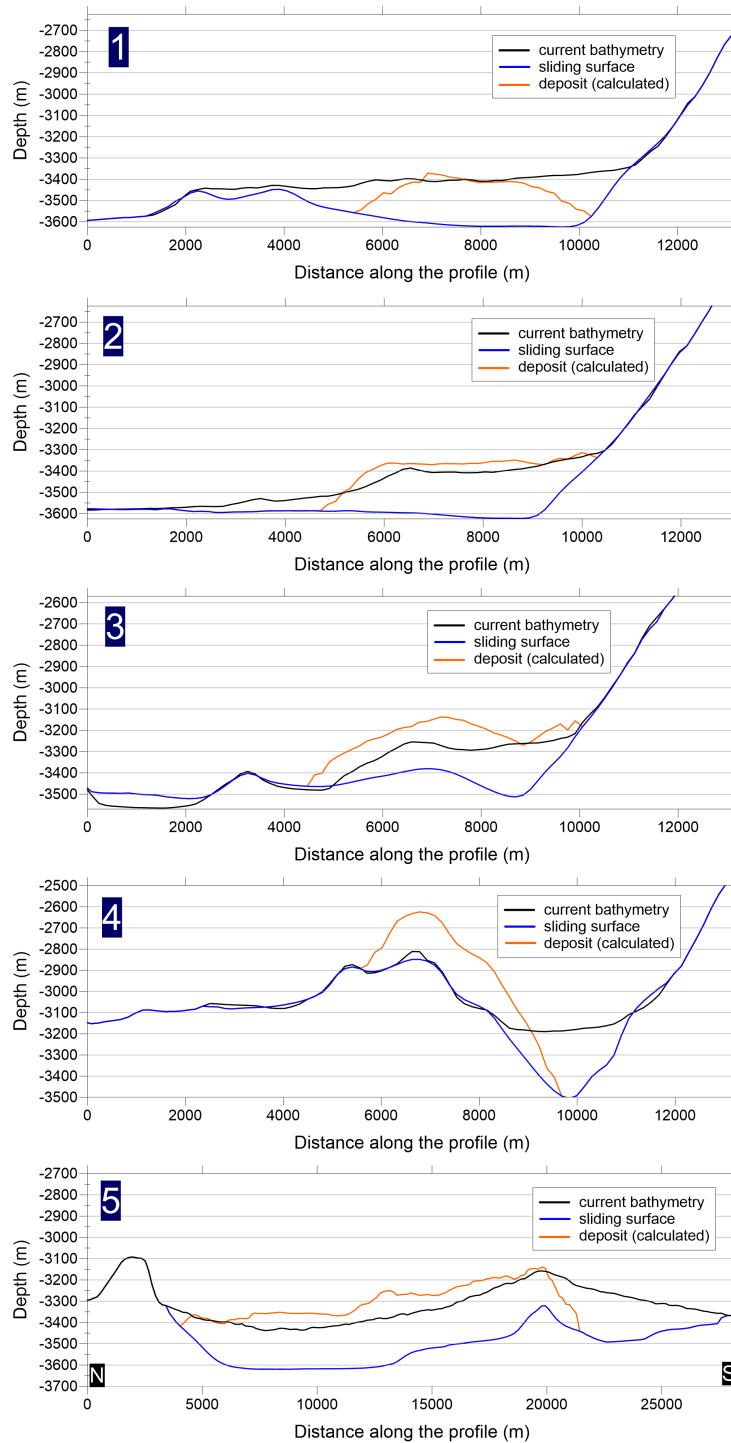 1
current bathymetry
sliding surface
deposit (calculated)
Depth (m)
-2700
-2800
-2900
-3000
-3100
-3200
-3300
-3400
-3500
-3600
0 2000 4000 6000 8000 10000 12000
Distance along the profile (m)
2
current bathymetry
sliding surface
deposit (calculated)
Depth (m)
-2700
-2800
-2900
-3000
-3100
-3200
-3300
-3400
-3500
-3600
0 2000 4000 6000 8000 10000 12000
Distance along the profile (m)
3
current bathymetry
sliding surface
deposit (calculated)
Depth (m)
-2600
-2700
-2800
-2900
-3000
-3100
-3200
-3300
-3400
-3500
0 2000 4000 6000 8000 10000 12000
Distance along the profile (m)
4
current bathymetry
sliding surface
deposit (calculated)
Depth (m)
-2500
-2600
-2700
-2800
-2900
-3000
-3100
-3200
-3300
-3400
-3500
0 2000 4000 6000 8000 10000 12000
Distance along the profile (m)
5
current bathymetry
sliding surface
deposit (calculated)
Depth (m)
-2700
-2800
-2900
-3000
-3100
-3200
-3300
-3400
-3500
-3600
-3700
N S
0 5000 10000 15000 20000 25000
Distance along the profile (m)